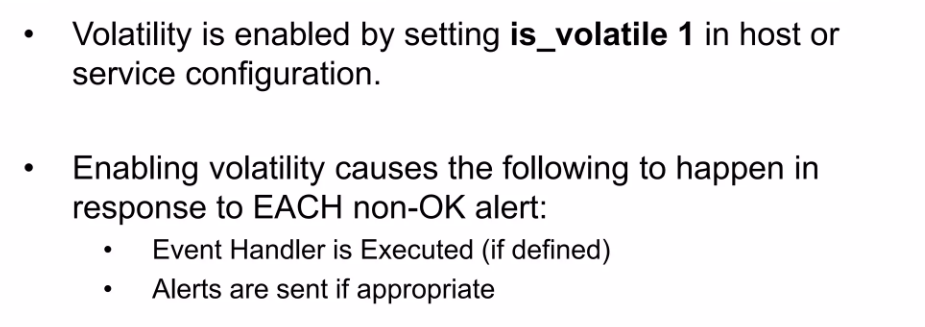 • Volatility is enabled by setting is_volatile 1 in host or
service configuration.
• Enabling volatility causes the following to happen in
response to EACH non-OK alert:
• Event Handler is Executed (if defined)
• Alerts are sent if appropriate